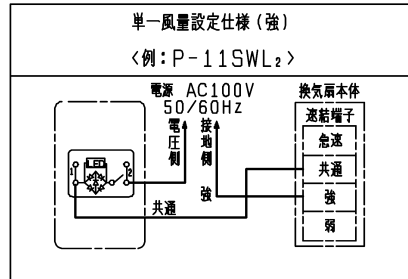 単一風量設定仕様（強）
〈例：P-11SWL₂〉
電源 AC100V
50/60Hz
電圧側
接地側
強
共通
LED
1
2
換気扇本体
速結端子
急速
共通
強
弱